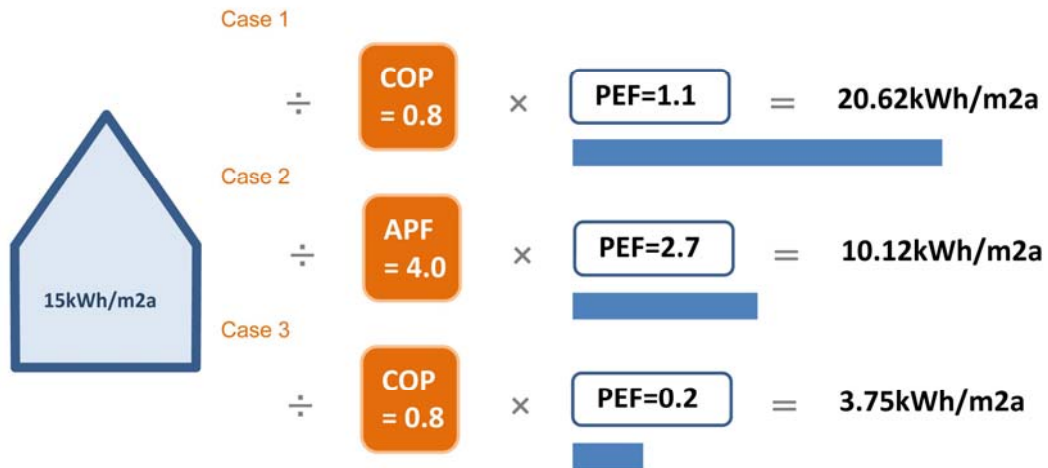 Case 1
÷
COP
= 0.8
×
PEF=1.1
=
20.62kWh/m2a
Case 2
÷
APF
= 4.0
×
PEF=2.7
=
10.12kWh/m2a
15kWh/m2a
Case 3
÷
COP
= 0.8
×
PEF=0.2
=
3.75kWh/m2a